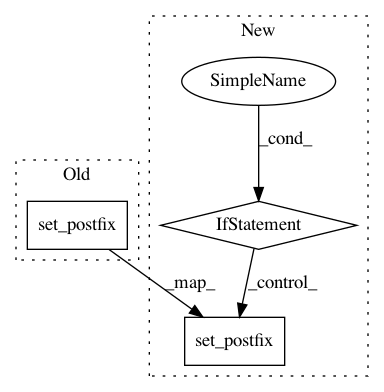 New
SimpleName
_cond_
Old
set_postfix
IfStatement
_map_
_control_
set_postfix